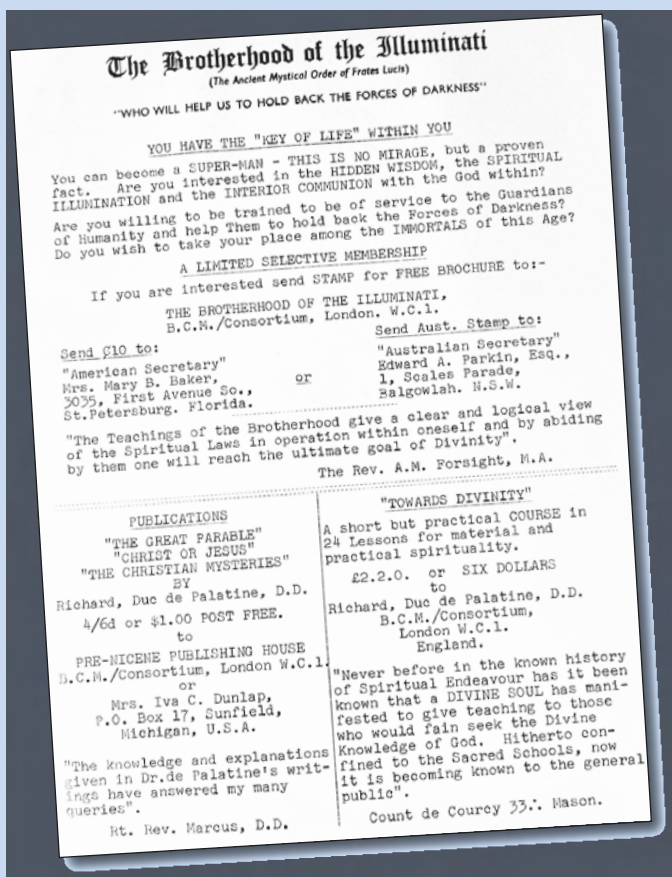 The Brotherhood of the Illuminati
(The Ancient Mystical Order of Frates Lucis)
"WHO WILL HELP US TO HOLD BACK THE FORCES OF DARKNESS"
YOU HAVE THE "KEY OF LIFE" WITHIN YOU
You can become a SUPER-MAN - THIS IS NO MIRAGE, but a proven
fact. Are you interested in the HIDDEN WISDOM, the SPIRITUAL
ILLUMINATION and the INTERIOR COMMUNION with the God within?
Are you willing to be trained to be of service to the Guardians
of Humanity and help Them to hold back the Forces of Darkness?
Do you wish to take your place among the IMMORTALS of this Age?
A LIMITED SELECTIVE MEMBERSHIP
If you are interested send STAMP for FREE BROCHURE to:-
THE BROTHERHOOD OF THE ILLUMINATI,
B.C.M./Consortium, London. W.C.1.
Send ₵10 to:
"American Secretary"
Mrs. Mary B. Baker,
3035, First Avenue So.,
St.Petersburg. Florida.
or
Send Aust. Stamp to:
"Australian Secretary"
Edward A. Parkin, Esq.,
1, Scales Parade,
Balgowlah. N.S.W.
"The Teachings of the Brotherhood give a clear and logical view
of the Spiritual Laws in operation within oneself and by abiding
by them one will reach the ultimate goal of Divinity".
The Rev. A.M. Forsight, M.A.
PUBLICATIONS
"THE GREAT PARABLE"
"CHRIST OR JESUS"
"THE CHRISTIAN MYSTERIES"
BY
Richard, Duc de Palatine, D.D.
4/6d or $1.00 POST FREE.
to
PRE-NICENE PUBLISHING HOUSE
B.C.M./Consortium, London W.C.1.
or
Mrs. Iva C. Dunlap,
P.O. Box 17, Sunfield,
Michigan, U.S.A.
"The knowledge and explanations
given in Dr.de Palatine's writ-
ings have answered my many
queries".
Rt. Rev. Marcus, D.D.
"TOWARDS DIVINITY"
A short but practical COURSE in
24 Lessons for material and
practical spirituality.
£2.2.0. or SIX DOLLARS
to
Richard, Duc de Palatine, D.D.
B.C.M./Consortium,
London W.C.1.
England.
"Never before in the known history
of Spiritual Endeavour has it been
known that a DIVINE SOUL has mani-
fested to give teaching to those
who would fain seek the Divine
Knowledge of God. Hitherto con-
fined to the Sacred Schools, now
it is becoming known to the general
public".
Count de Courcy 33.'. Mason.